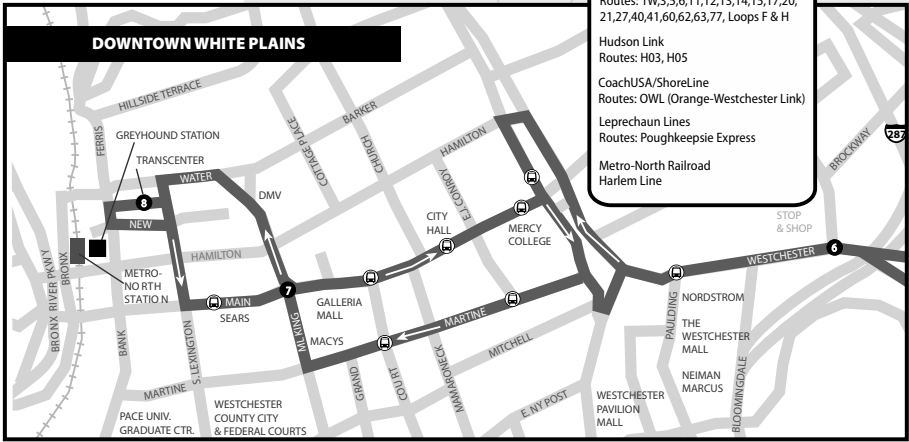 Routes: 1W,3,5,6,11,12,13,14,15,17,20,
21,27,40,41,60,62,63,77, Loops F & H
Hudson Link
Routes: H03, H05
CoachUSA/ShoreLine
Routes: OWL (Orange-Westchester Link)
Leprechaun Lines
Routes: Poughkeepsie Express
Metro-North Railroad
Harlem Line
DOWNTOWN WHITE PLAINS
HILLSIDE TERRACE
BARKER
FERRIS
GREYHOUND STATION
TRANSCENTER
COTTAGE PLACE
CHURCH
HAMILTON
287
BROCKWAY
WATER
DMV
E.J. CONROY
8
NEW
CITY
HALL
MERCY
COLLEGE
STOP
& SHOP
HAMILTON
WESTCHESTER
6
BRONX RIVER PKWY
BRONX
METRO-
NO RTH
STATIO N
7
MAIN
SEARS
GALLERIA
MALL
MACYS
MARTINE
PAULDING
NORDSTROM
THE
WESTCHESTER
MALL
NEIMAN
MARCUS
BANK
S. LEXINGTON
ML KING
GRAND
COURT
MAMARONECK
MITCHELL
BLOOMINGDALE
MARTINE
E. NY POST
WESTCHESTER
PAVILION
MALL
PACE UNIV.
GRADUATE CTR.
WESTCHESTER
COUNTY CITY
& FEDERAL COURTS